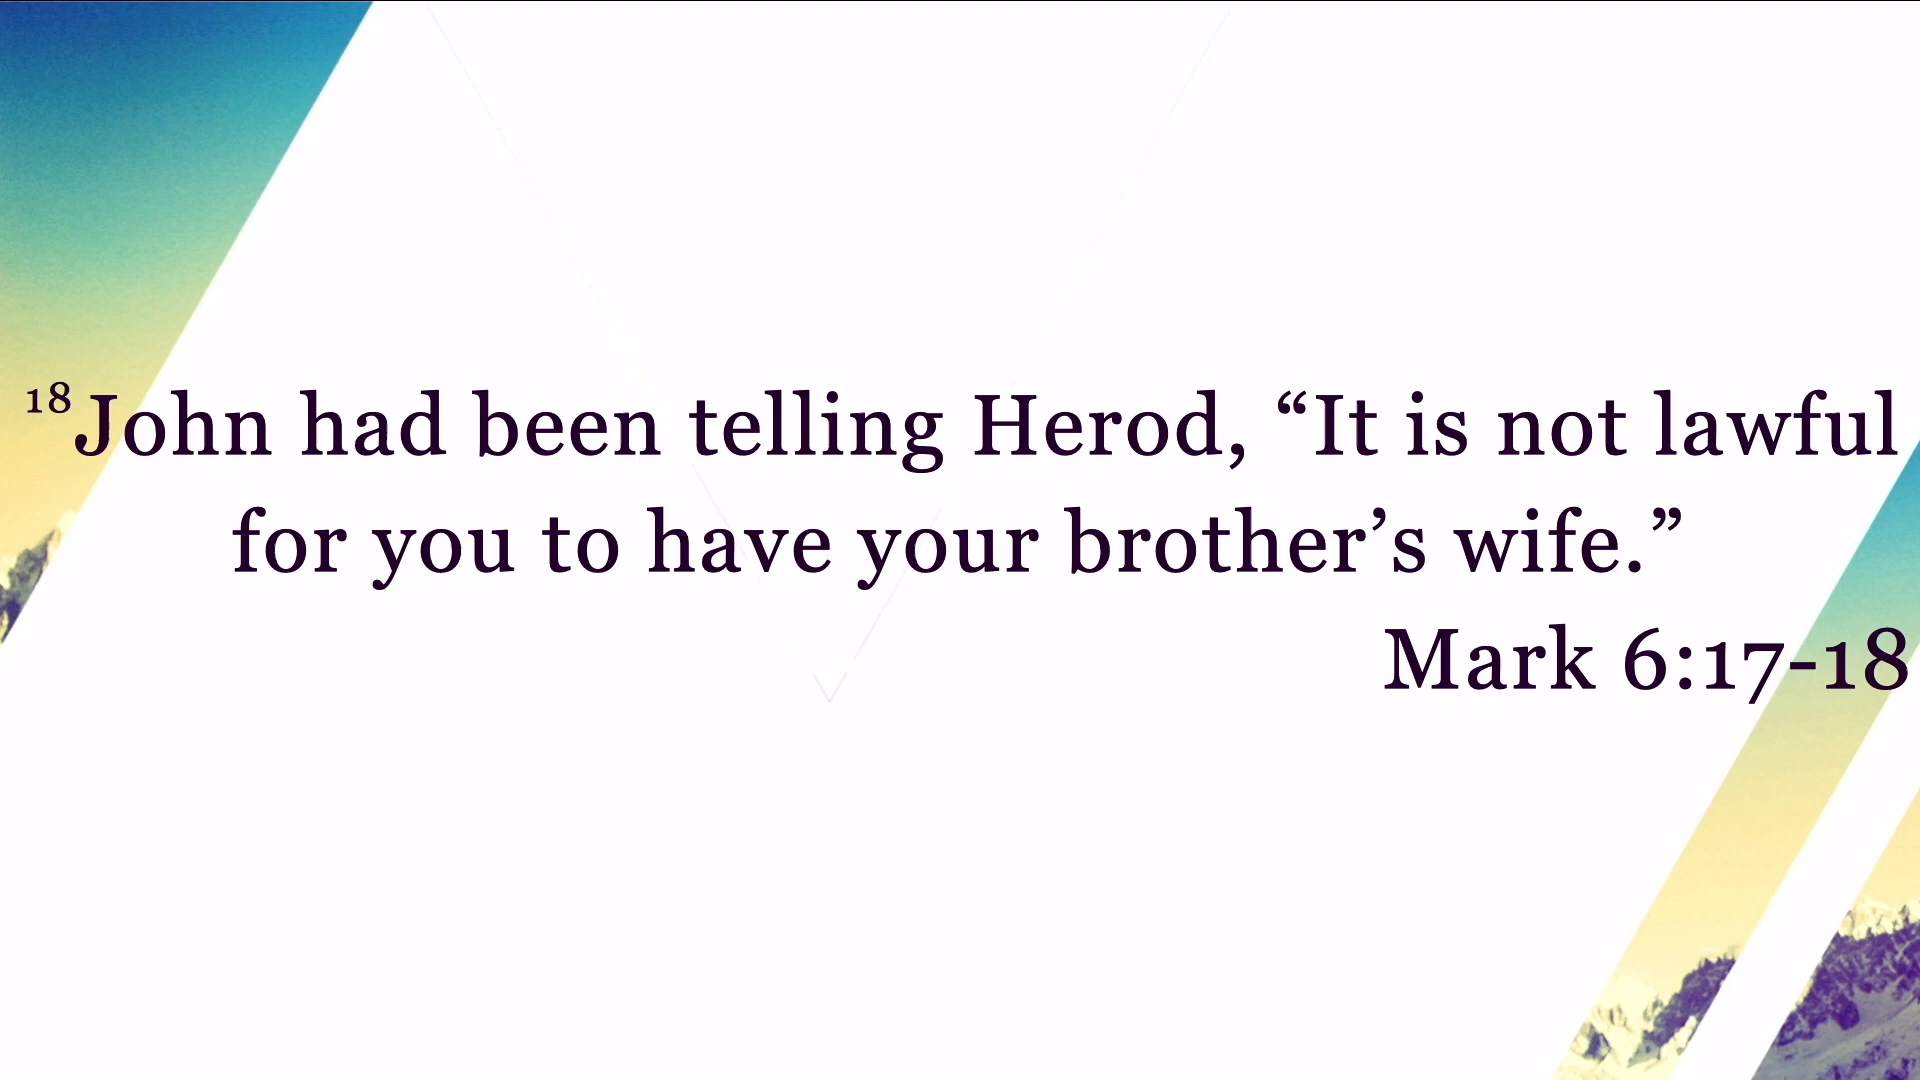 18John had been telling Herod, “It is not lawful
for you to have your brother’s wife.”
Mark 6:17-18